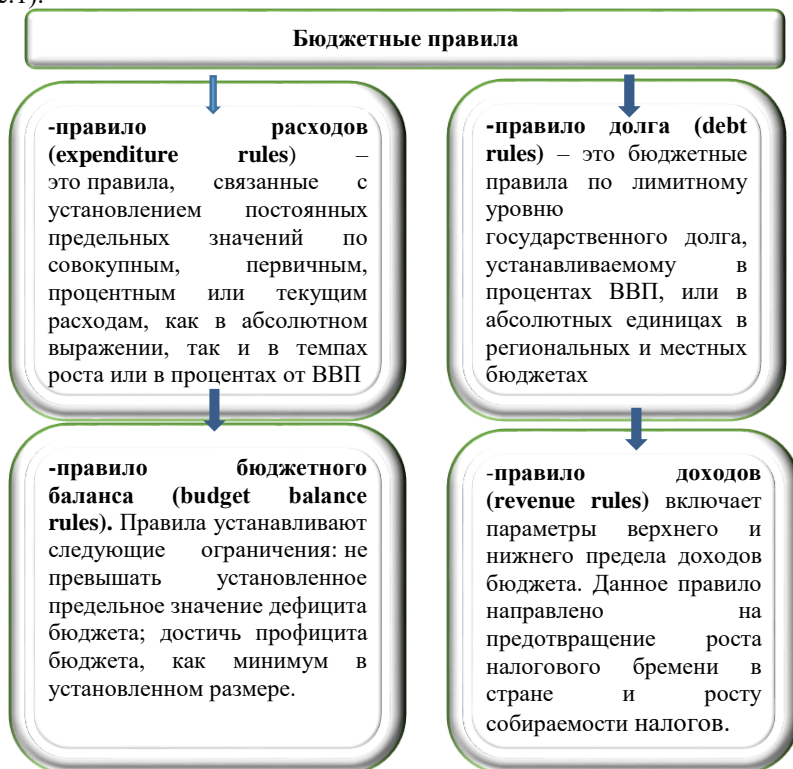 с.1).
Бюджетные правила
-правило расходов
(expenditure rules) –
это правила, связанные с
установлением постоянных
предельных значений по
совокупным, первичным,
процентным или текущим
расходам, как в абсолютном
выражении, так и в темпах
роста или в процентах от ВВП
-правило долга (debt
rules) – это бюджетные
правила по лимитному
уровню
государственного долга,
устанавливаемому в
процентах ВВП, или в
абсолютных единицах в
региональных и местных
бюджетах
-правило бюджетного
баланса (budget balance
rules). Правила устанавливают
следующие ограничения: не
превышать установленное
предельное значение дефицита
бюджета; достичь профицита
бюджета, как минимум в
установленном размере.
-правило доходов
(revenue rules) включает
параметры верхнего и
нижнего предела доходов
бюджета. Данное правило
направлено на
предотвращение роста
налогового бремени в
стране и росту
собираемости налогов.